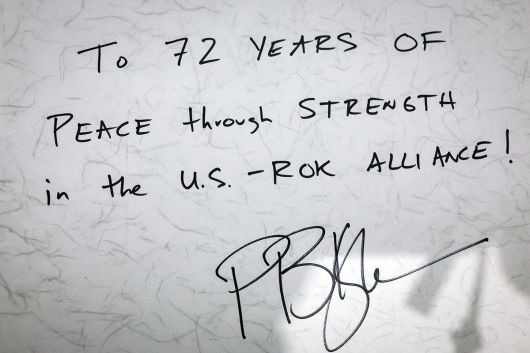 To 72 YEARS OF
PEACE through STRENGTH
in the U.S. - ROK ALLIANCE!